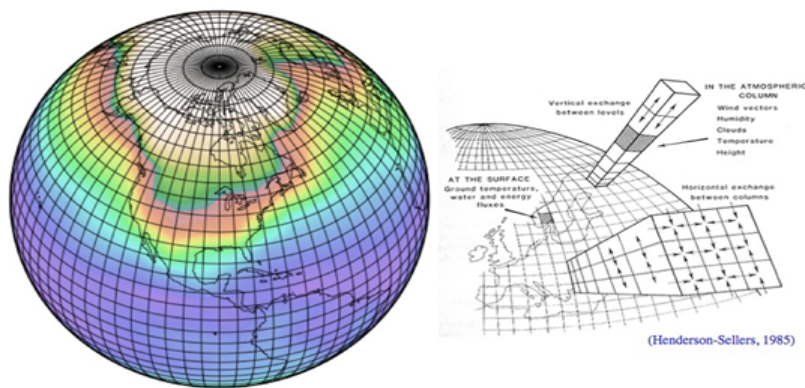 IN THE ATMOSPHERIC
COLUMN
Wind vectors
Humidity
Clouds
Temperature
Height
Vertical exchange
between levels
AT THE SURFACE
Ground temperature,
water and energy
fluxes
Horizontal exchange
between columns
(Henderson-Sellers, 1985)